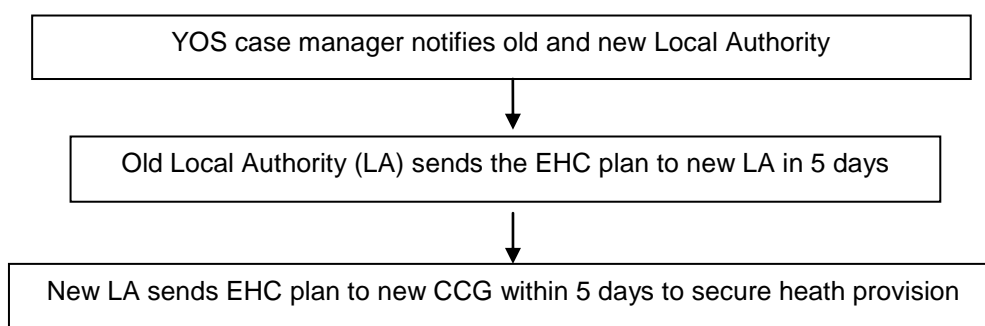 YOS case manager notifies old and new Local Authority
Old Local Authority (LA) sends the EHC plan to new LA in 5 days
New LA sends EHC plan to new CCG within 5 days to secure heath provision